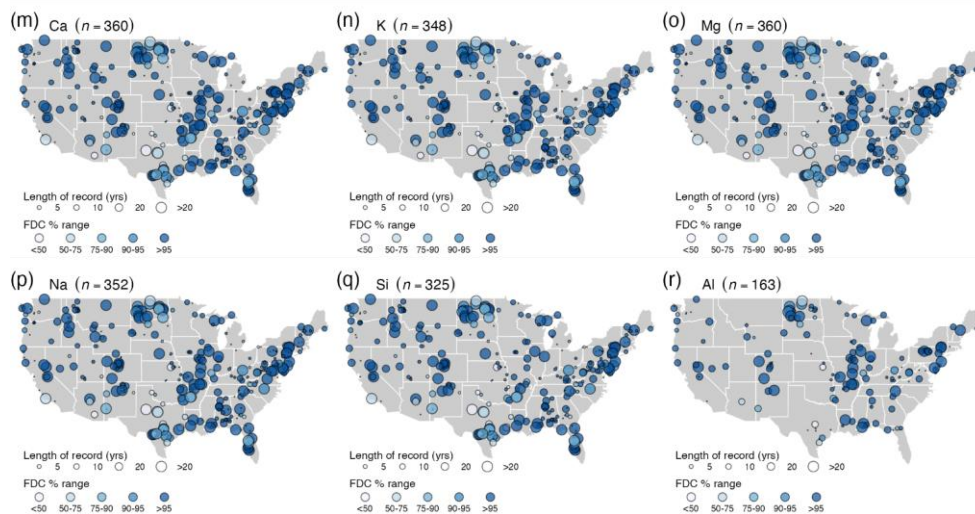 (m) Ca (n = 360)
(n) K (n = 348)
(o) Mg (n = 360)
Length of record (yrs)
5 10 20 >20
FDC % range
<50 50-75 75-90 90-95 >95
Length of record (yrs)
5 10 20 >20
FDC % range
<50 50-75 75-90 90-95 >95
Length of record (yrs)
5 10 20 >20
FDC % range
<50 50-75 75-90 90-95 >95
(p) Na (n = 352)
(q) Si (n = 325)
(r) Al (n = 163)
Length of record (yrs)
5 10 20 >20
FDC % range
<50 50-75 75-90 90-95 >95
Length of record (yrs)
5 10 20 >20
FDC % range
<50 50-75 75-90 90-95 >95
Length of record (yrs)
5 10 20 >20
FDC % range
<50 50-75 75-90 90-95 >95